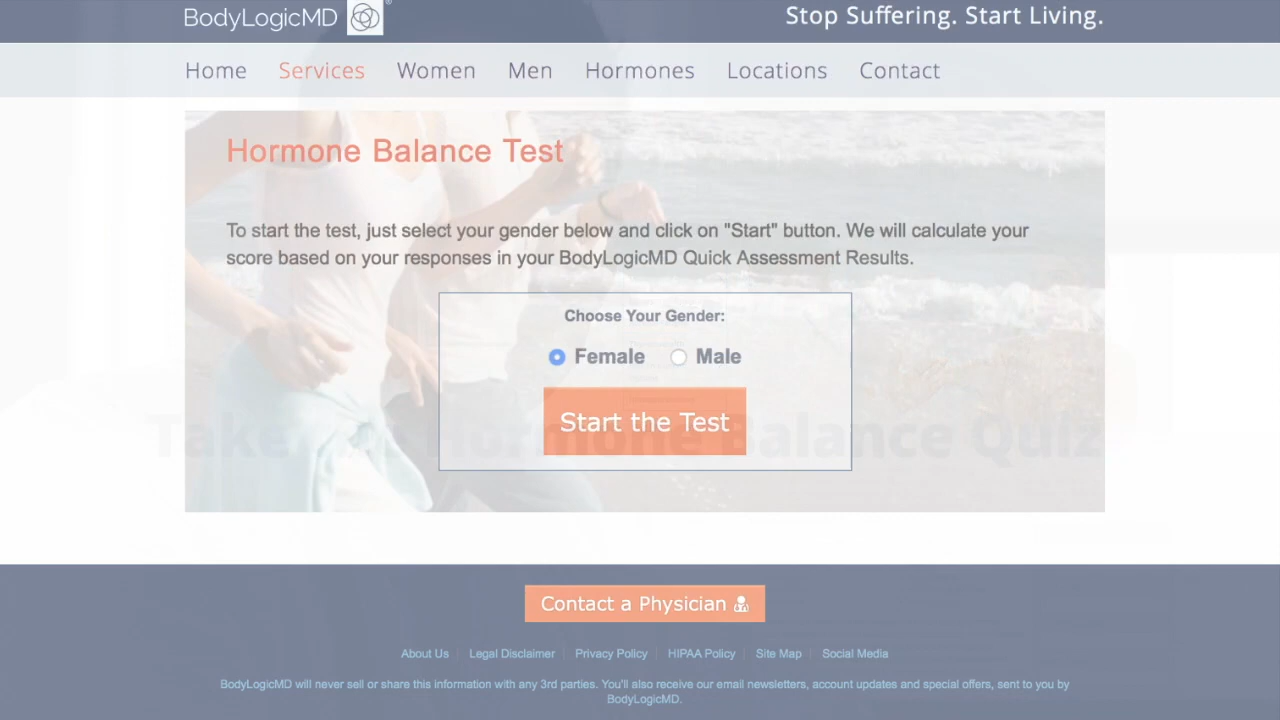 BodyLogicMD ®
Stop Suffering. Start Living.
Home Services Women Men Hormones Locations Contact
Hormone Balance Test
To start the test, just select your gender below and click on "Start" button. We will calculate your
score based on your responses in your BodyLogicMD Quick Assessment Results.
Choose Your Gender:
Female Male
Start the Test
Take Hormone Balance Quiz
Contact a Physician
About Us Legal Disclaimer Privacy Policy HIPAA Policy Site Map Social Media
BodyLogicMD will never sell or share this information with any 3rd parties. You'll also receive our email newsletters, account updates and special offers, sent to you by
BodyLogicMD.